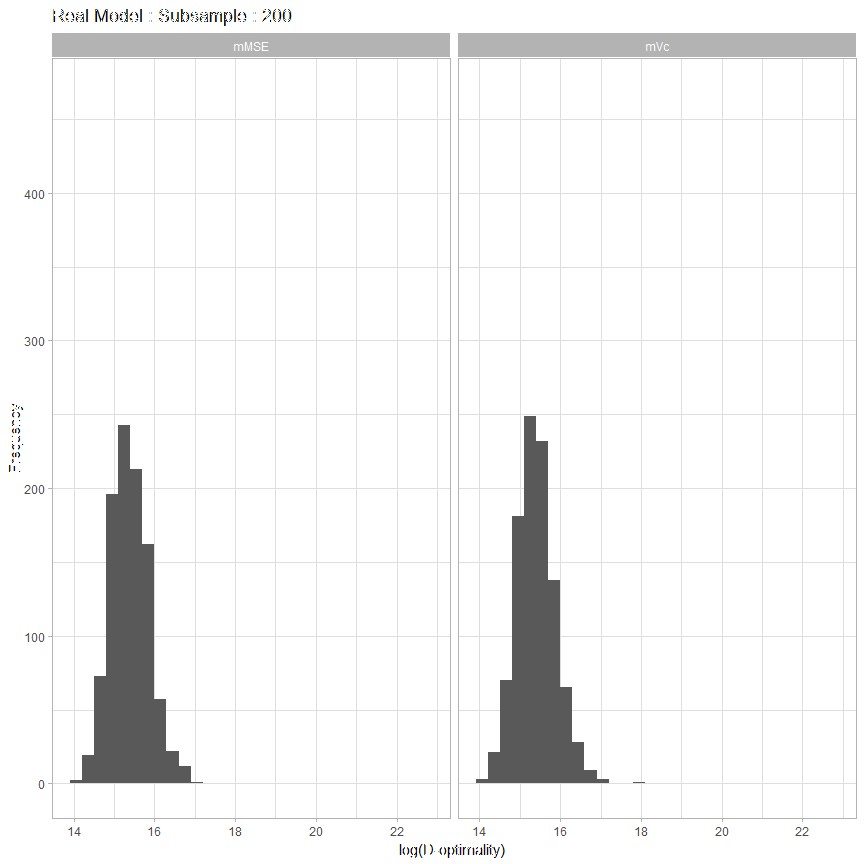 Real Model : Subsample : 200
mMSE mVc
400
300
200
100
0
Frequency
14 16 18 20 22 14 16 18 20 22
log(D-optimality)